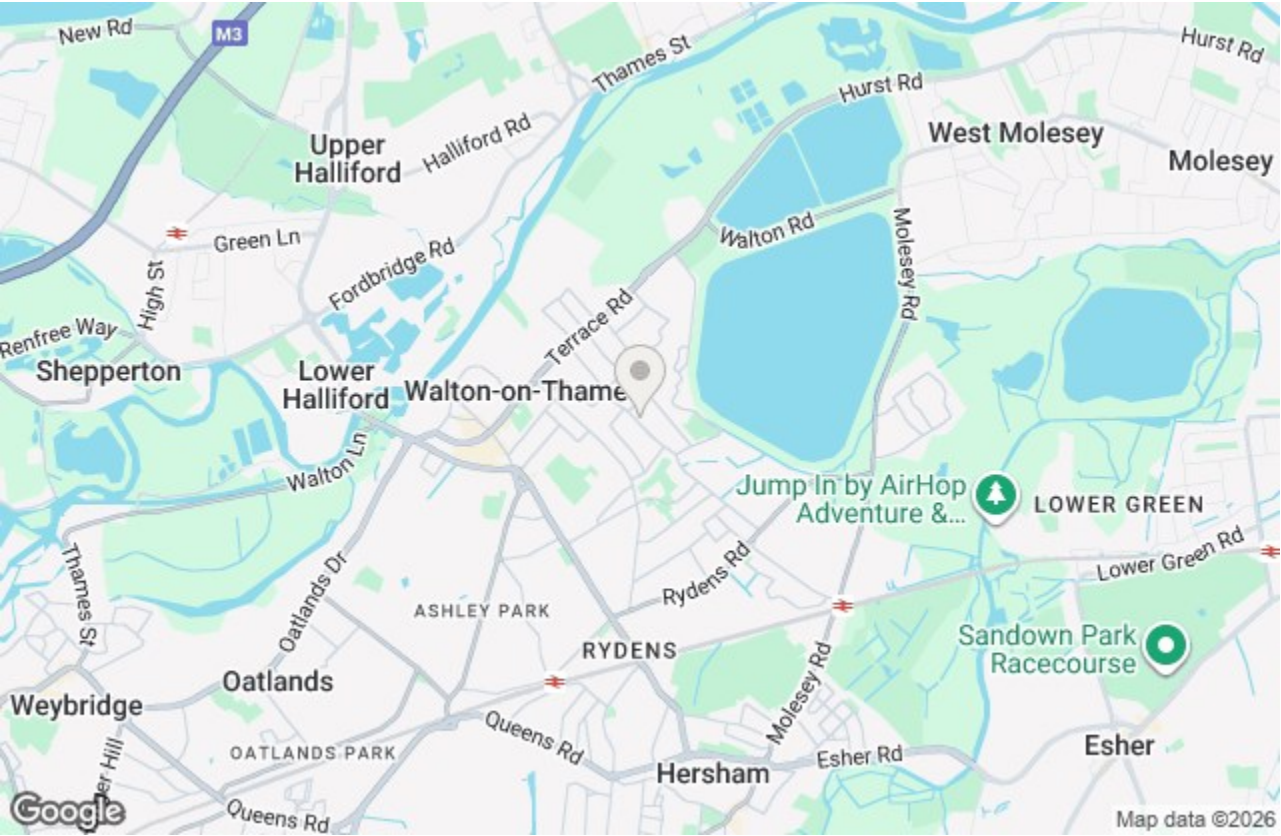 New Rd
M3
Thames St
Hurst Rd
Hurst Rd
Upper
Halliford
Halliford Rd
West Molesey
Molesey
Green Ln
Walton Rd
Molesey Rd
High St
Fordbridge Rd
Renfree Way
Terrace Rd
Shepperton
Lower
Halliford
Walton-on-Thame
Walton Ln
Jump In by AirHop
Adventure &...
LOWER GREEN
Thames St
Oatlands Dr
Rydens Rd
Lower Green Rd
ASHLEY PARK
RYDENS
Sandown Park
Racecourse
Oatlands
Molesey Rd
Weybridge
Queens Rd
OATLANDS PARK
Esher Rd
Esher
Hersham
Hill
Queens Rd
Google
Map data ©2026